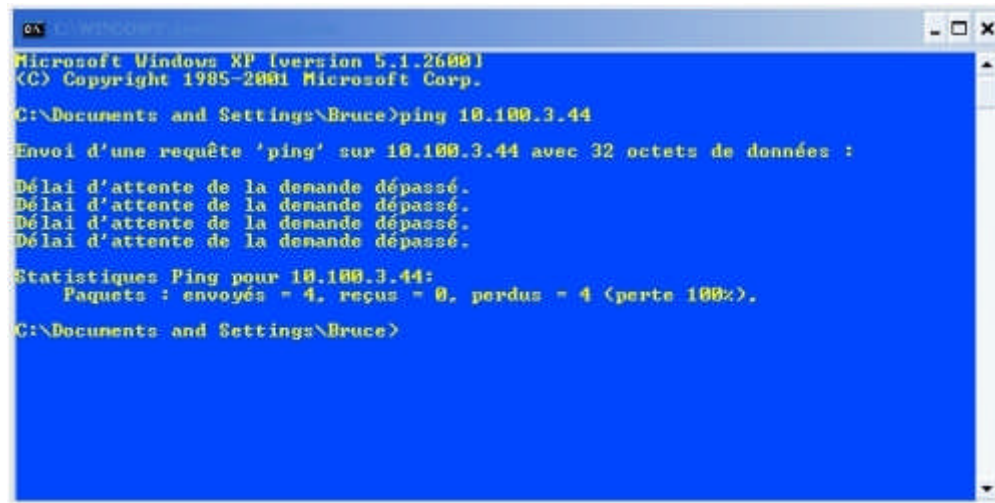 Microsoft Windows XP [version 5.1.2600]
(C) Copyright 1985-2001 Microsoft Corp.
C:\Documents and Settings\Bruce>ping 10.100.3.44
Envoi d'une requête 'ping' sur 10.100.3.44 avec 32 octets de données :
Délai d'attente de la demande dépassé.
Délai d'attente de la demande dépassé.
Délai d'attente de la demande dépassé.
Délai d'attente de la demande dépassé.
Statistiques Ping pour 10.100.3.44:
Paquets : envoyés = 4, reçus = 0, perdus = 4 (perte 100%).
C:\Documents and Settings\Bruce>